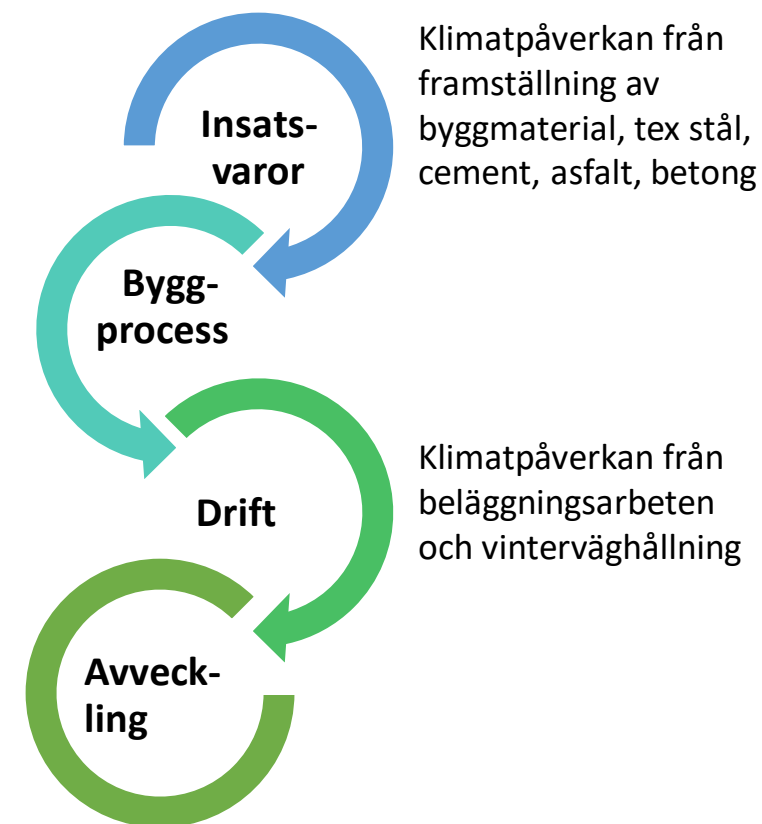 Insats-
varor
Klimatpåverkan från
framställning av
byggmaterial, tex stål,
cement, asfalt, betong
Bygg-
process
Drift
Klimatpåverkan från
beläggningsarbeten
och vinterväghållning
Avveck-
ling